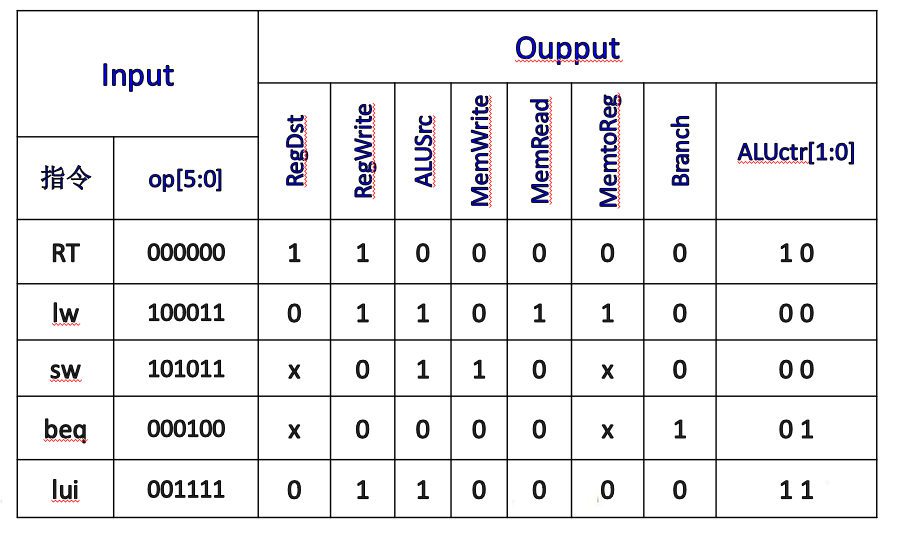 Input Oupput
指令 op[5:0] RegDst RegWrite ALUSrc MemWrite MemRead MemtoReg Branch ALUctr[1:0]
RT 000000 1 1 0 0 0 0 0 1 0
lw 100011 0 1 1 0 1 1 0 0 0
sw 101011 x 0 1 1 0 x 0 0 0
beq 000100 x 0 0 0 0 x 1 0 1
lui 001111 0 1 1 0 0 0 0 1 1